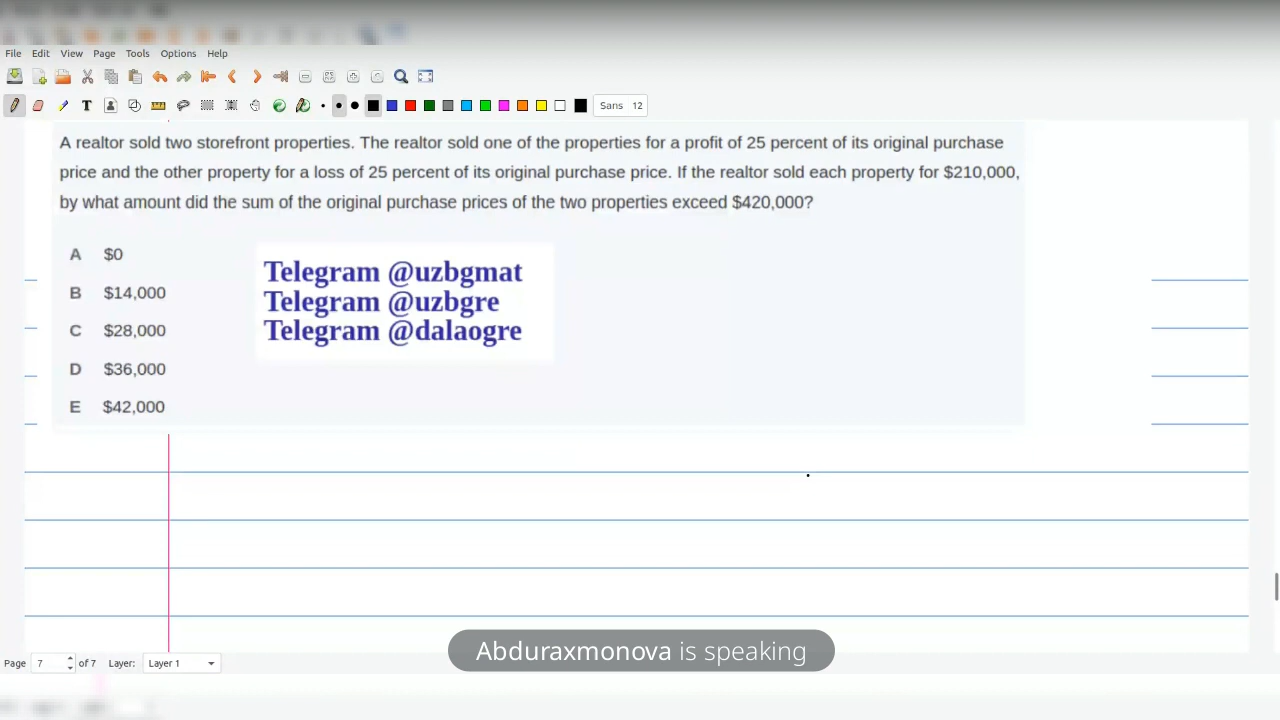 File Edit View Page Tools Options Help
Sans 12
A realtor sold two storefront properties. The realtor sold one of the properties for a profit of 25 percent of its original purchase
price and the other property for a loss of 25 percent of its original purchase price. If the realtor sold each property for $210,000,
by what amount did the sum of the original purchase prices of the two properties exceed $420,000?
A $0
B $14,000
C $28,000
D $36,000
E $42,000
Telegram @uzbgmat
Telegram @uzbgre
Telegram @dalaogre
Abduraxmonova is speaking
Page 7 of 7 Layer: Layer 1